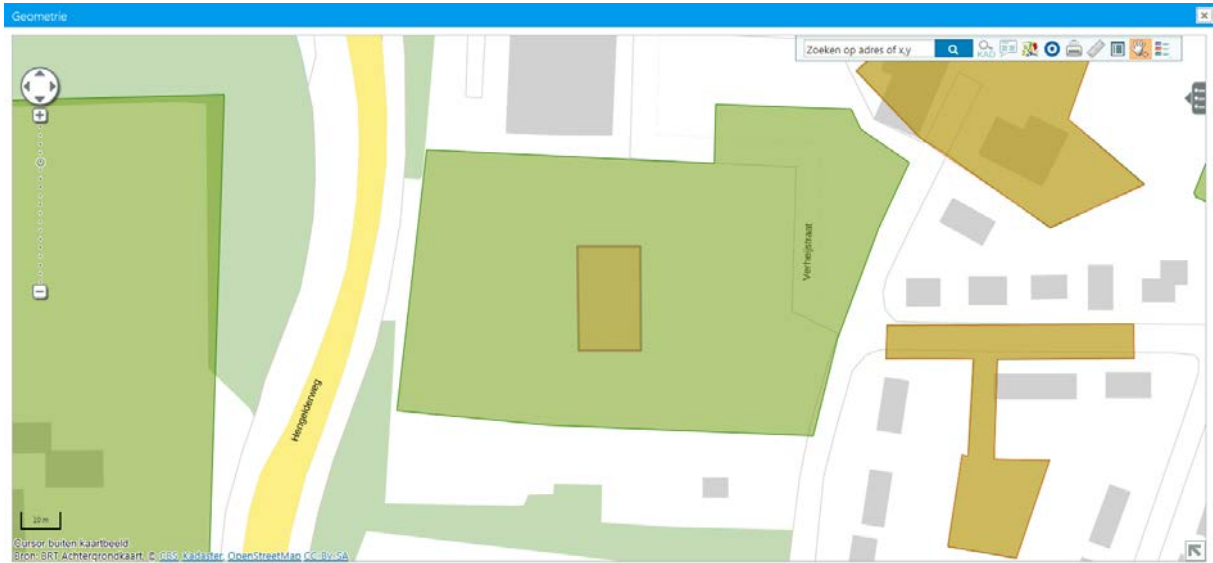 Geometrie
Zoeken op adres of x,y
KAD
Verheijstraat
Hengelderweg
Cursor buiten kaartbeeld
Bron: BRT Achtergrondkaart, © CBS, Kadaster, OpenStreetMap CC-By-SA